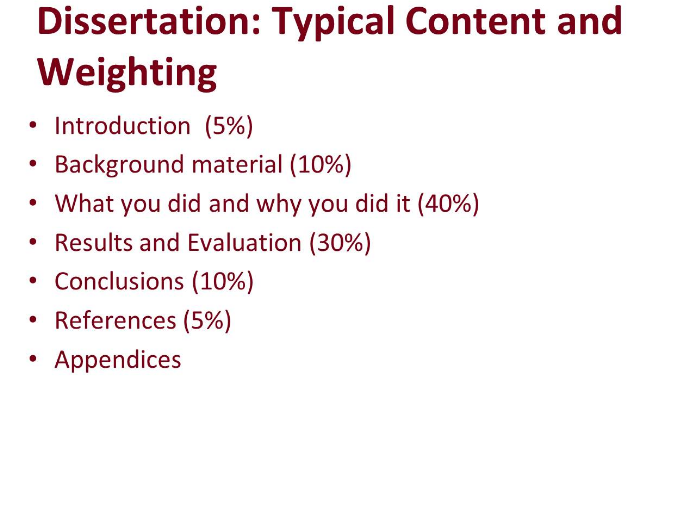 Dissertation: Typical Content and
Weighting
• Introduction (5%)
• Background material (10%)
• What you did and why you did it (40%)
• Results and Evaluation (30%)
• Conclusions (10%)
• References (5%)
• Appendices